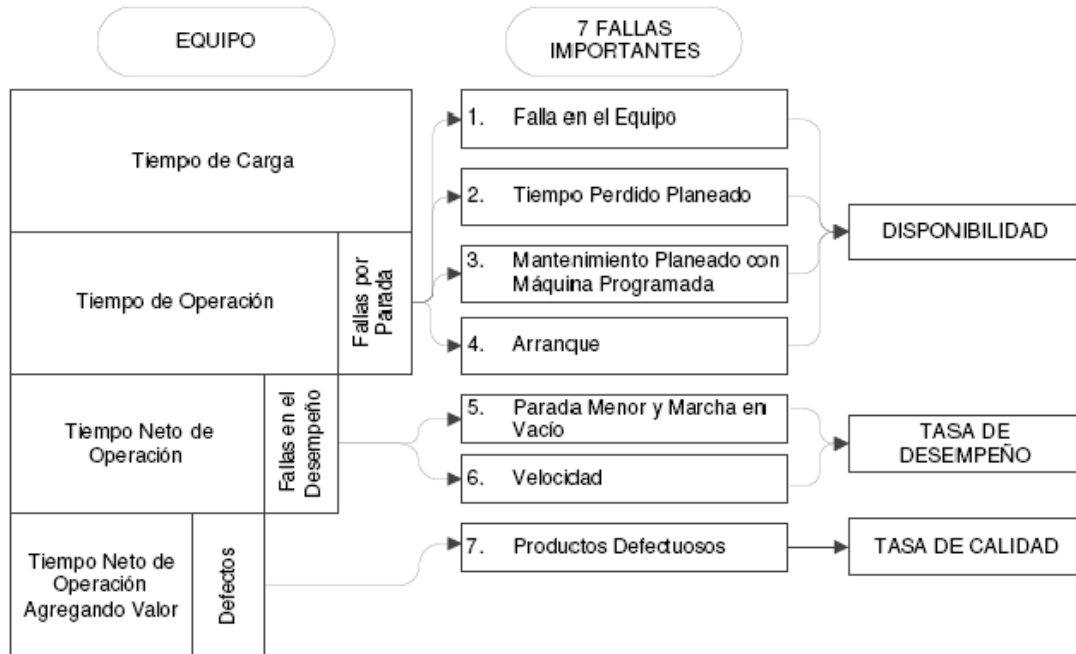 EQUIPO
7 FALLAS
IMPORTANTES
Tiempo de Carga
Tiempo de Operación
Fallas por
Parada
Tiempo Neto de
Operación
Fallas en el
Desempeño
Tiempo Neto de
Operación
Agregando Valor
Defectos
1. Falla en el Equipo
2. Tiempo Perdido Planeado
3. Mantenimiento Planeado con
Máquina Programada
4. Arranque
5. Parada Menor y Marcha en
Vacío
6. Velocidad
7. Productos Defectuosos
DISPONIBILIDAD
TASA DE
DESEMPEÑO
TASA DE CALIDAD